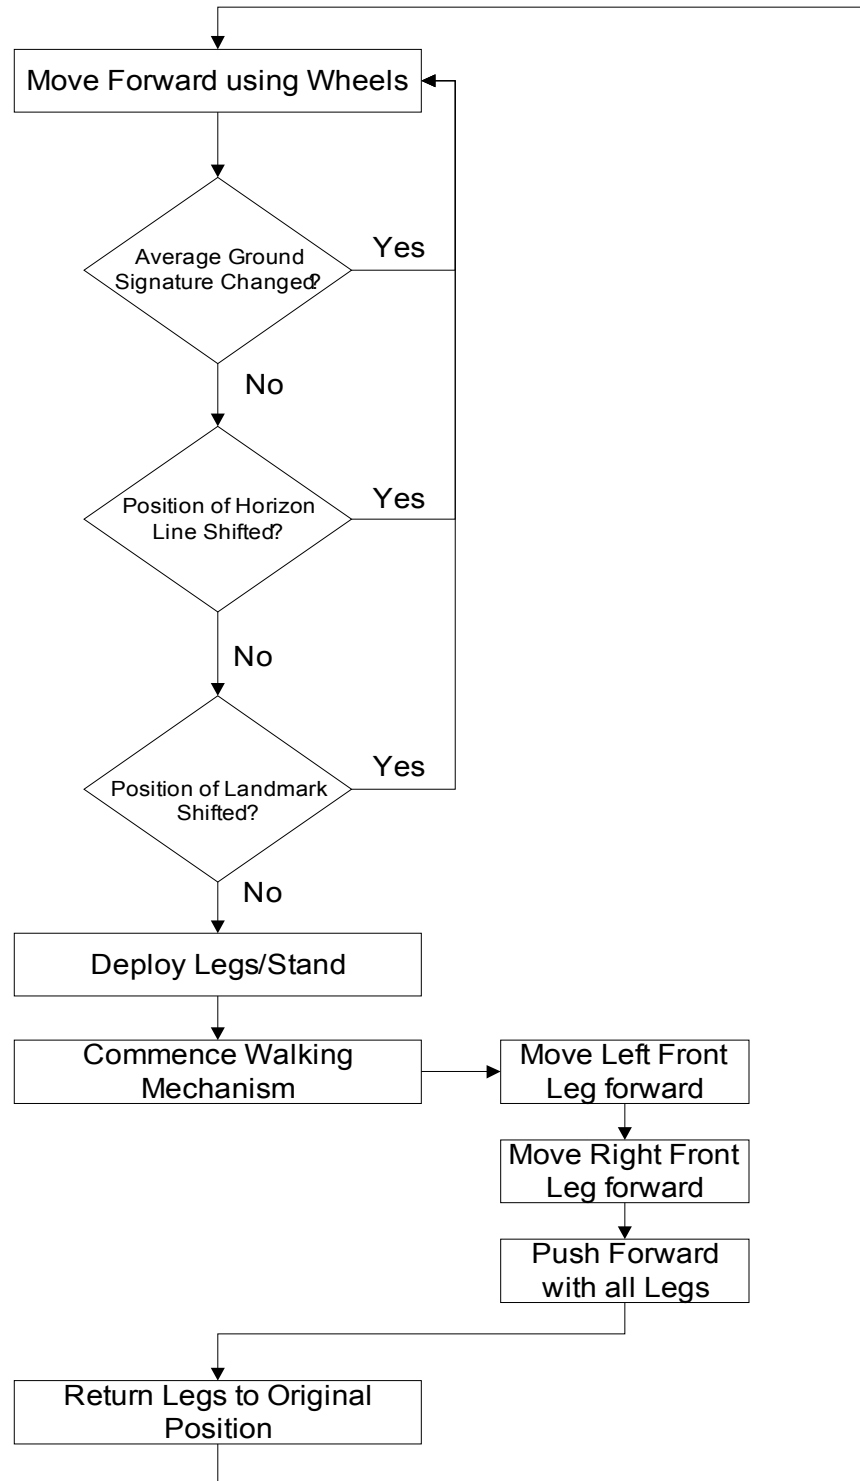 Move Forward using Wheels
Average Ground
Signature Changed?
Yes
No
Position of Horizon
Line Shifted?
Yes
No
Position of Landmark
Shifted?
Yes
No
Deploy Legs/Stand
Commence Walking
Mechanism
Move Left Front
Leg forward
Move Right Front
Leg forward
Push Forward
with all Legs
Return Legs to Original
Position